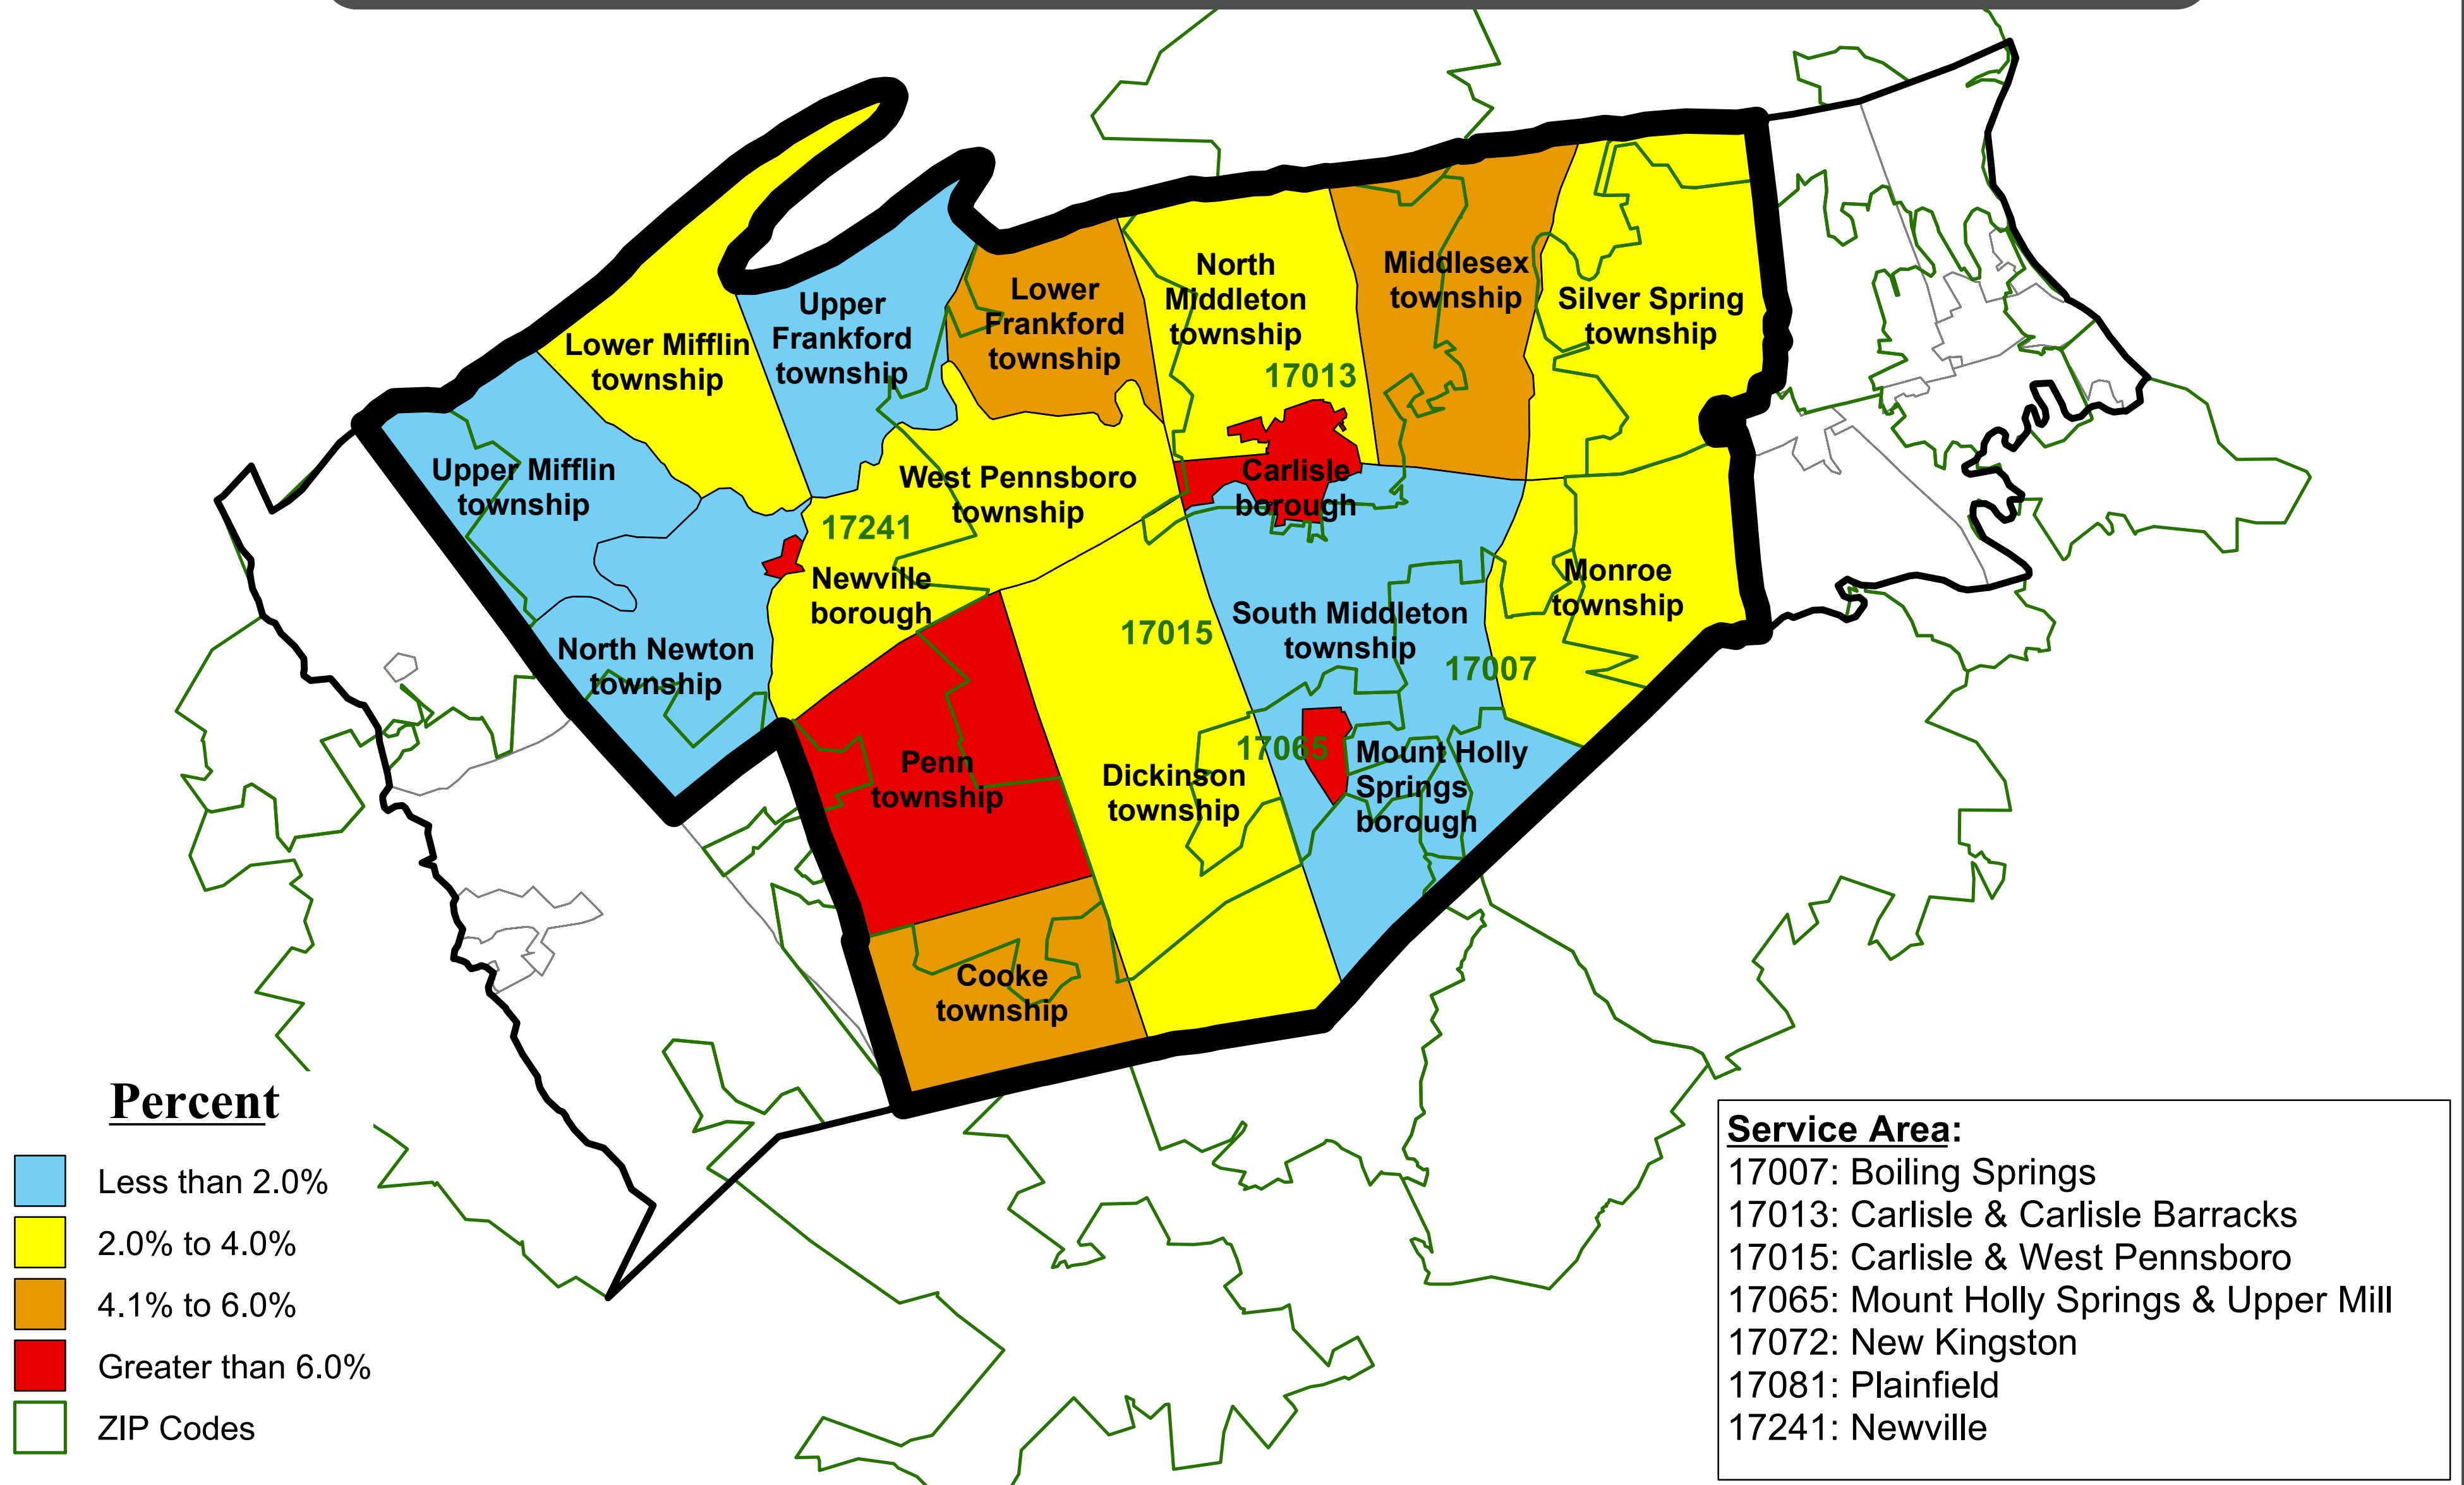 North
Middleton
township
Middlesex
township
Silver Spring
township
Lower
Frankford
township
Upper
Frankford
township
Lower Mifflin
township
17013
Upper Mifflin
township
West Pennsboro
township
Carlisle
borough
17241
Newville
borough
Monroe
township
South Middleton
township
17015
North Newton
township
17007
17065
Mount Holly
Springs
borough
Penn
township
Dickinson
township
Cooke
township
Percent
Less than 2.0%
2.0% to 4.0%
4.1% to 6.0%
Greater than 6.0%
ZIP Codes
Service Area:
17007: Boiling Springs
17013: Carlisle & Carlisle Barracks
17015: Carlisle & West Pennsboro
17065: Mount Holly Springs & Upper Mill
17072: New Kingston
17081: Plainfield
17241: Newville